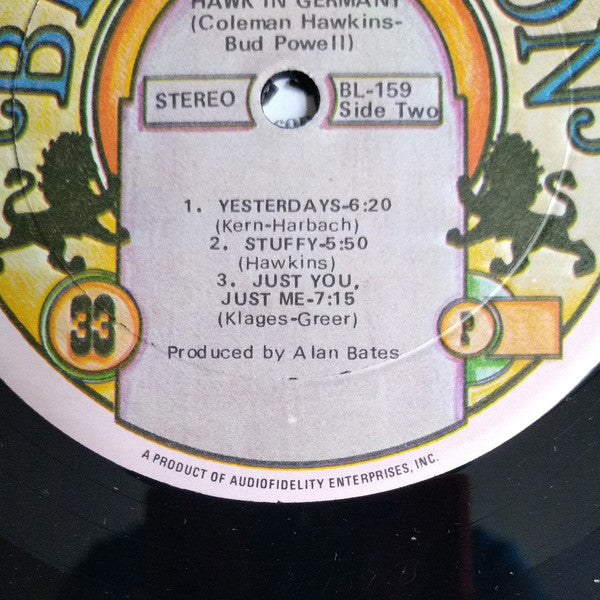 HAWK IN GERMANY
(Coleman Hawkins-
Bud Powell)
STEREO
BL-159
Side Two
1. YESTERDAYS-6:20
(Kern-Harbach)
2. STUFFY-5:50
(Hawkins)
3. JUST YOU,
JUST ME-7:15
(Klages-Greer)
33
Produced by Alan Bates
A PRODUCT OF AUDIOFIDELITY ENTERPRISES, INC.